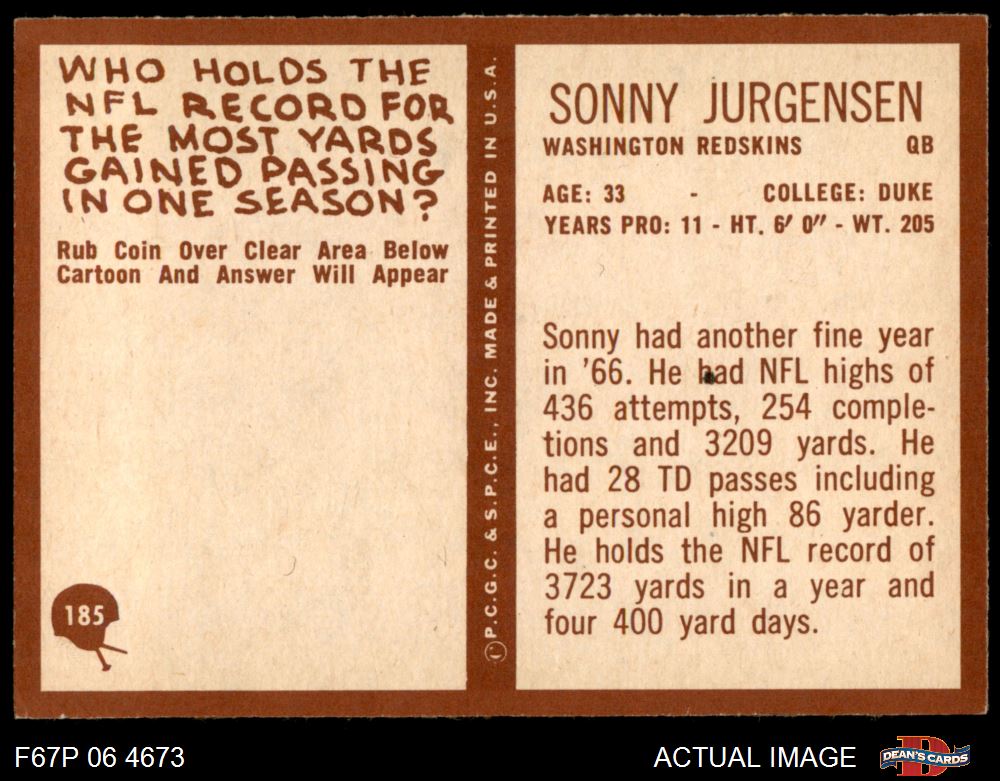 WHO HOLDS THE
NFL RECORD FOR
THE MOST YARDS
GAINED PASSING
IN ONE SEASON?
Rub Coin Over Clear Area Below
Cartoon And Answer Will Appear
185
© P.C.G.C. & S.P.C.E., INC. MADE & PRINTED IN U.S.A.
SONNY JURGENSEN
WASHINGTON REDSKINS QB
AGE: 33 - COLLEGE: DUKE
YEARS PRO: 11 - HT. 6' 0" - WT. 205
Sonny had another fine year
in '66. He had NFL highs of
436 attempts, 254 comple-
tions and 3209 yards. He
had 28 TD passes including
a personal high 86 yarder.
He holds the NFL record of
3723 yards in a year and
four 400 yard days.
F67P 06 4673
ACTUAL IMAGE
DEAN'S CARDS